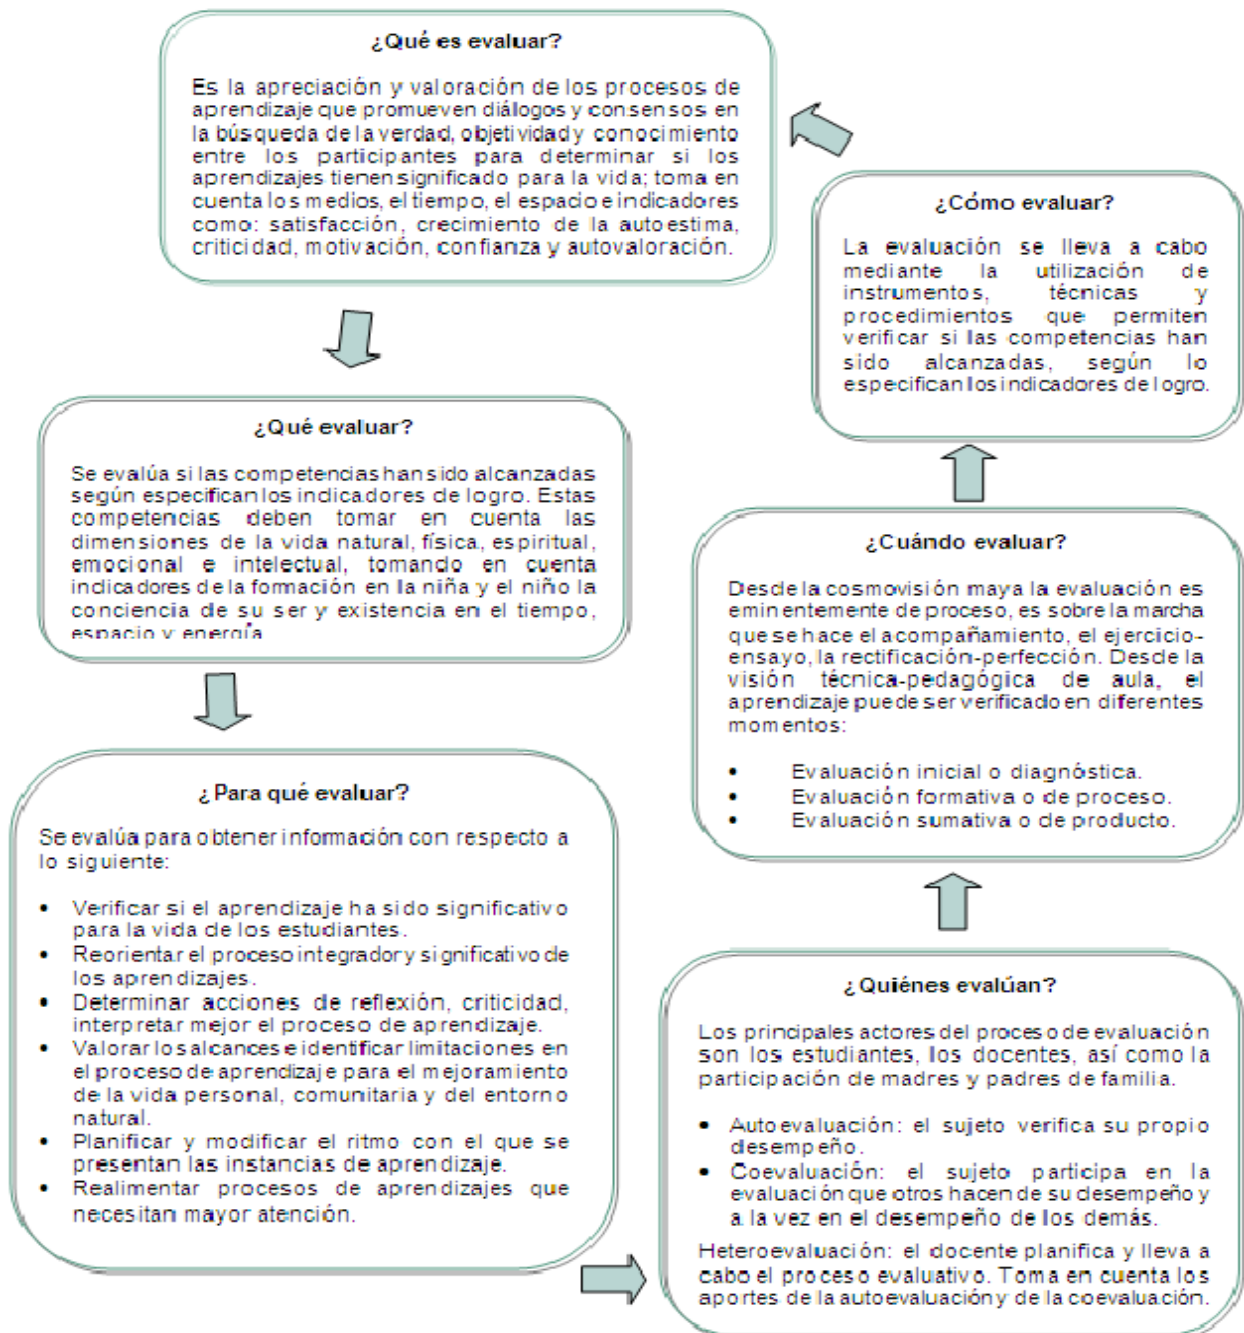 ¿Qué es evaluar?
Es la apreciación y valoración de los procesos de
aprendizaje que promueven diálogos y consensos en
la búsqueda de la verdad, objetividad y conocimiento
entre los participantes para determinar si los
aprendizajes tienen significado para la vida; toma en
cuenta los medios, el tiempo, el espacio e indicadores
como: satisfacción, crecimiento de la autoestima,
criticidad, motivación, confianza y autovaloración.
¿Qué evaluar?
Se evalúa si las competencias han sido alcanzadas
según especifican los indicadores de logro. Estas
competencias deben tomar en cuenta las
dimensiones de la vida natural, física, espiritual,
emocional e intelectual, tomando en cuenta
indicadores de la formación en la niña y el niño la
conciencia de su ser y existencia en el tiempo,
espacio y energía
¿Para qué evaluar?
Se evalúa para obtener información con respecto a
lo siguiente:
• Verificar si el aprendizaje ha sido significativo
para la vida de los estudiantes.
• Reorientar el proceso integrador y significativo de
los aprendizajes.
• Determinar acciones de reflexión, criticidad,
interpretar mejor el proceso de aprendizaje.
• Valorar los alcances e identificar limitaciones en
el proceso de aprendizaje para el mejoramiento
de la vida personal, comunitaria y del entorno
natural.
• Planificar y modificar el ritmo con el que se
presentan las instancias de aprendizaje.
• Realimentar procesos de aprendizajes que
necesitan mayor atención.
¿Quiénes evalúan?
Los principales actores del proceso de evaluación
son los estudiantes, los docentes, así como la
participación de madres y padres de familia.
• Autoevaluación: el sujeto verifica su propio
desempeño.
• Coevaluación: el sujeto participa en la
evaluación que otros hacen de su desempeño y
a la vez en el desempeño de los demás.
Heteroevaluación: el docente planifica y lleva a
cabo el proceso evaluativo. Toma en cuenta los
aportes de la autoevaluación y de la coevaluación.
¿Cuándo evaluar?
Desde la cosmovisión maya la evaluación es
eminentemente de proceso, es sobre la marcha
que se hace el acompañamiento, el ejercicio-
ensayo, la rectificación-perfección. Desde la
visión técnica-pedagógica de aula, el
aprendizaje puede ser verificado en diferentes
momentos:
• Evaluación inicial o diagnóstica.
• Evaluación formativa o de proceso.
• Evaluación sumativa o de producto.
¿Cómo evaluar?
La evaluación se lleva a cabo
mediante la utilización de
instrumentos, técnicas y
procedimientos que permiten
verificar si las competencias han
sido alcanzadas, según lo
especifican los indicadores de logro.